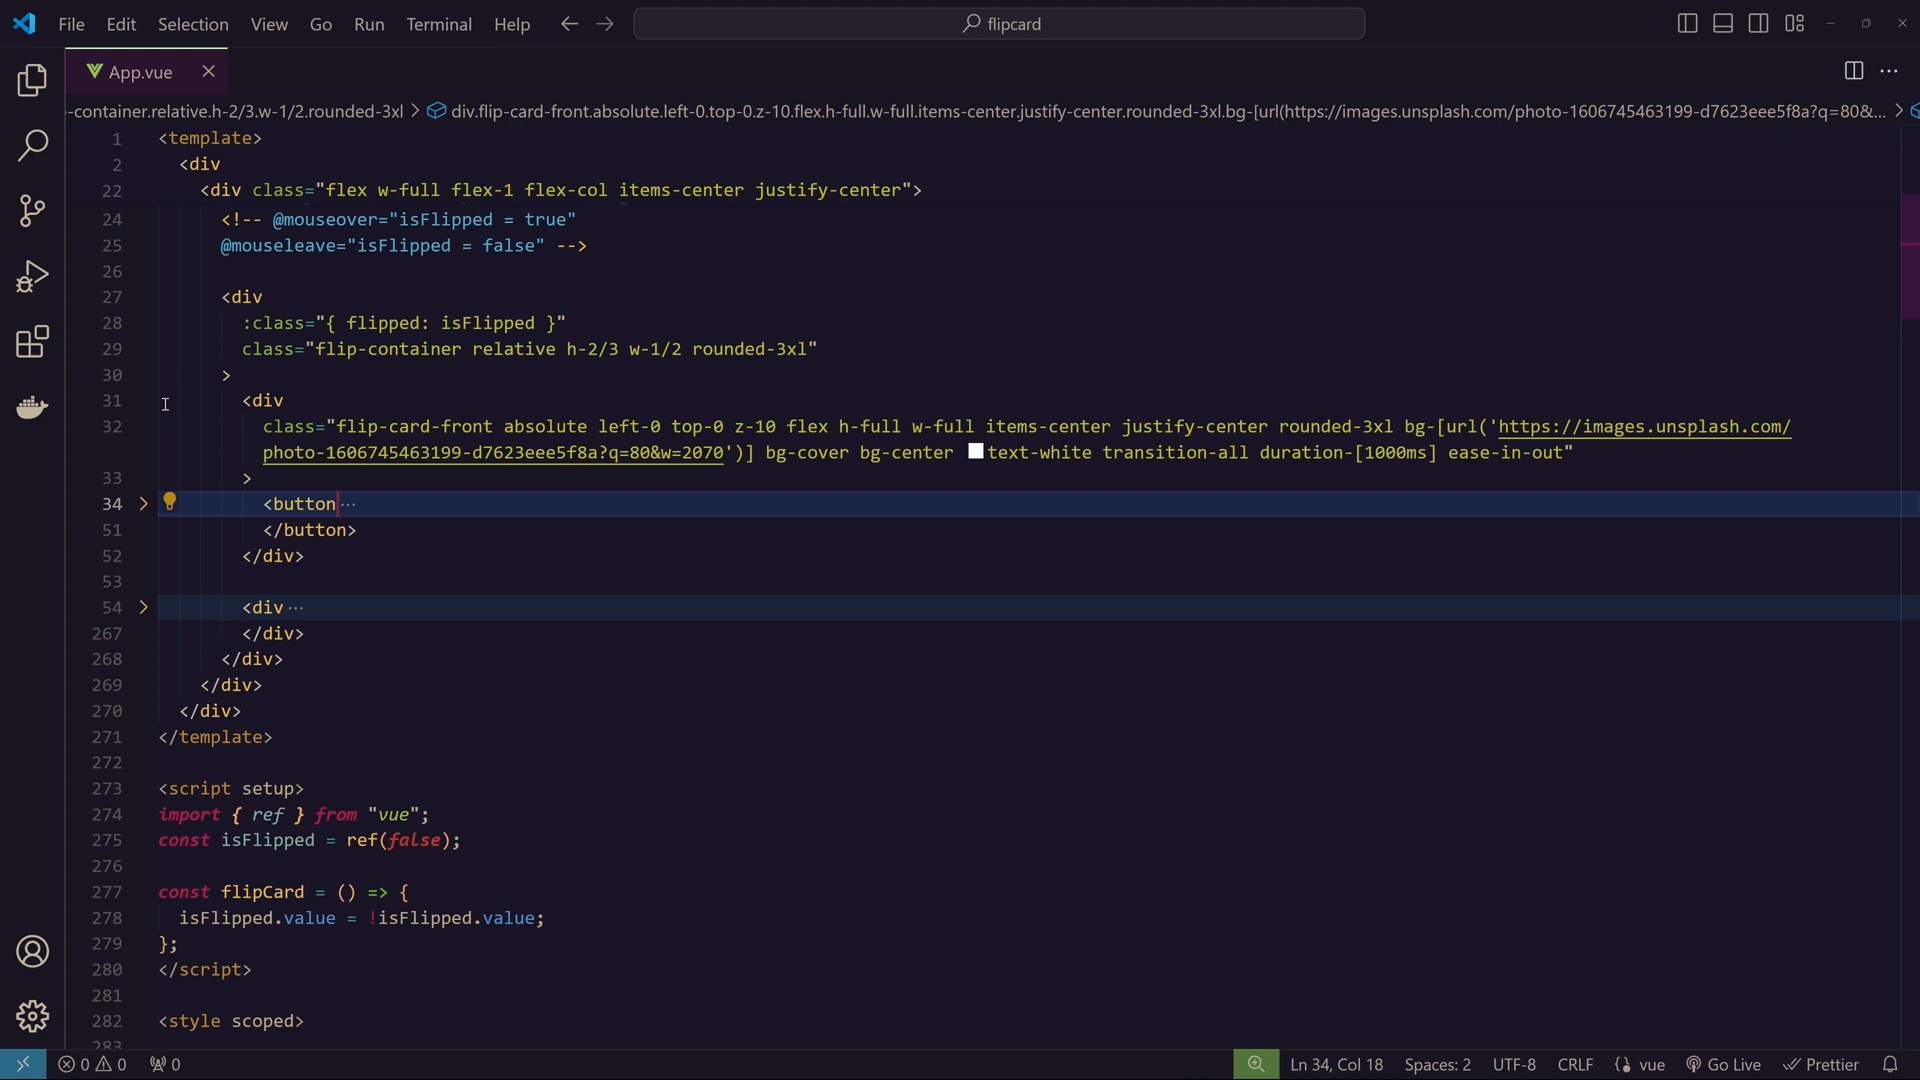 File Edit Selection View Go Run Terminal Help flipcard
App.vue
-container.relative.h-2/3.w-1/2.rounded-3xl > div.flip-card-front.absolute.left-0.top-0.z-10.flex.h-full.w-full.items-center.justify-center.rounded-3xl.bg-[url(https://images.unsplash.com/photo-1606745463199-d7623eee5f8a?q=80&... >
1 <template>
2 <div
22 <div class="flex w-full flex-1 flex-col items-center justify-center">
24 <!-- @mouseover="isFlipped = true"
25 @mouseleave="isFlipped = false" -->
26
27 <div
28 :class="{ flipped: isFlipped }"
29 class="flip-container relative h-2/3 w-1/2 rounded-3xl"
30 >
31 <div
32 class="flip-card-front absolute left-0 top-0 z-10 flex h-full w-full items-center justify-center rounded-3xl bg-[url('https://images.unsplash.com/
photo-1606745463199-d7623eee5f8a?q=80&w=2070')] bg-cover bg-center text-white transition-all duration-[1000ms] ease-in-out"
33 >
34 <button ...
51 </button>
52 </div>
53
54 <div ...
267 </div>
268 </div>
269 </div>
270 </div>
271 </template>
272
273 <script setup>
274 import { ref } from "vue";
275 const isFlipped = ref(false);
276
277 const flipCard = () => {
278 isFlipped.value = !isFlipped.value;
279 };
280 </script>
281
282 <style scoped>
283
0 0 0 Ln 34, Col 18 Spaces: 2 UTF-8 CRLF vue Go Live Prettier